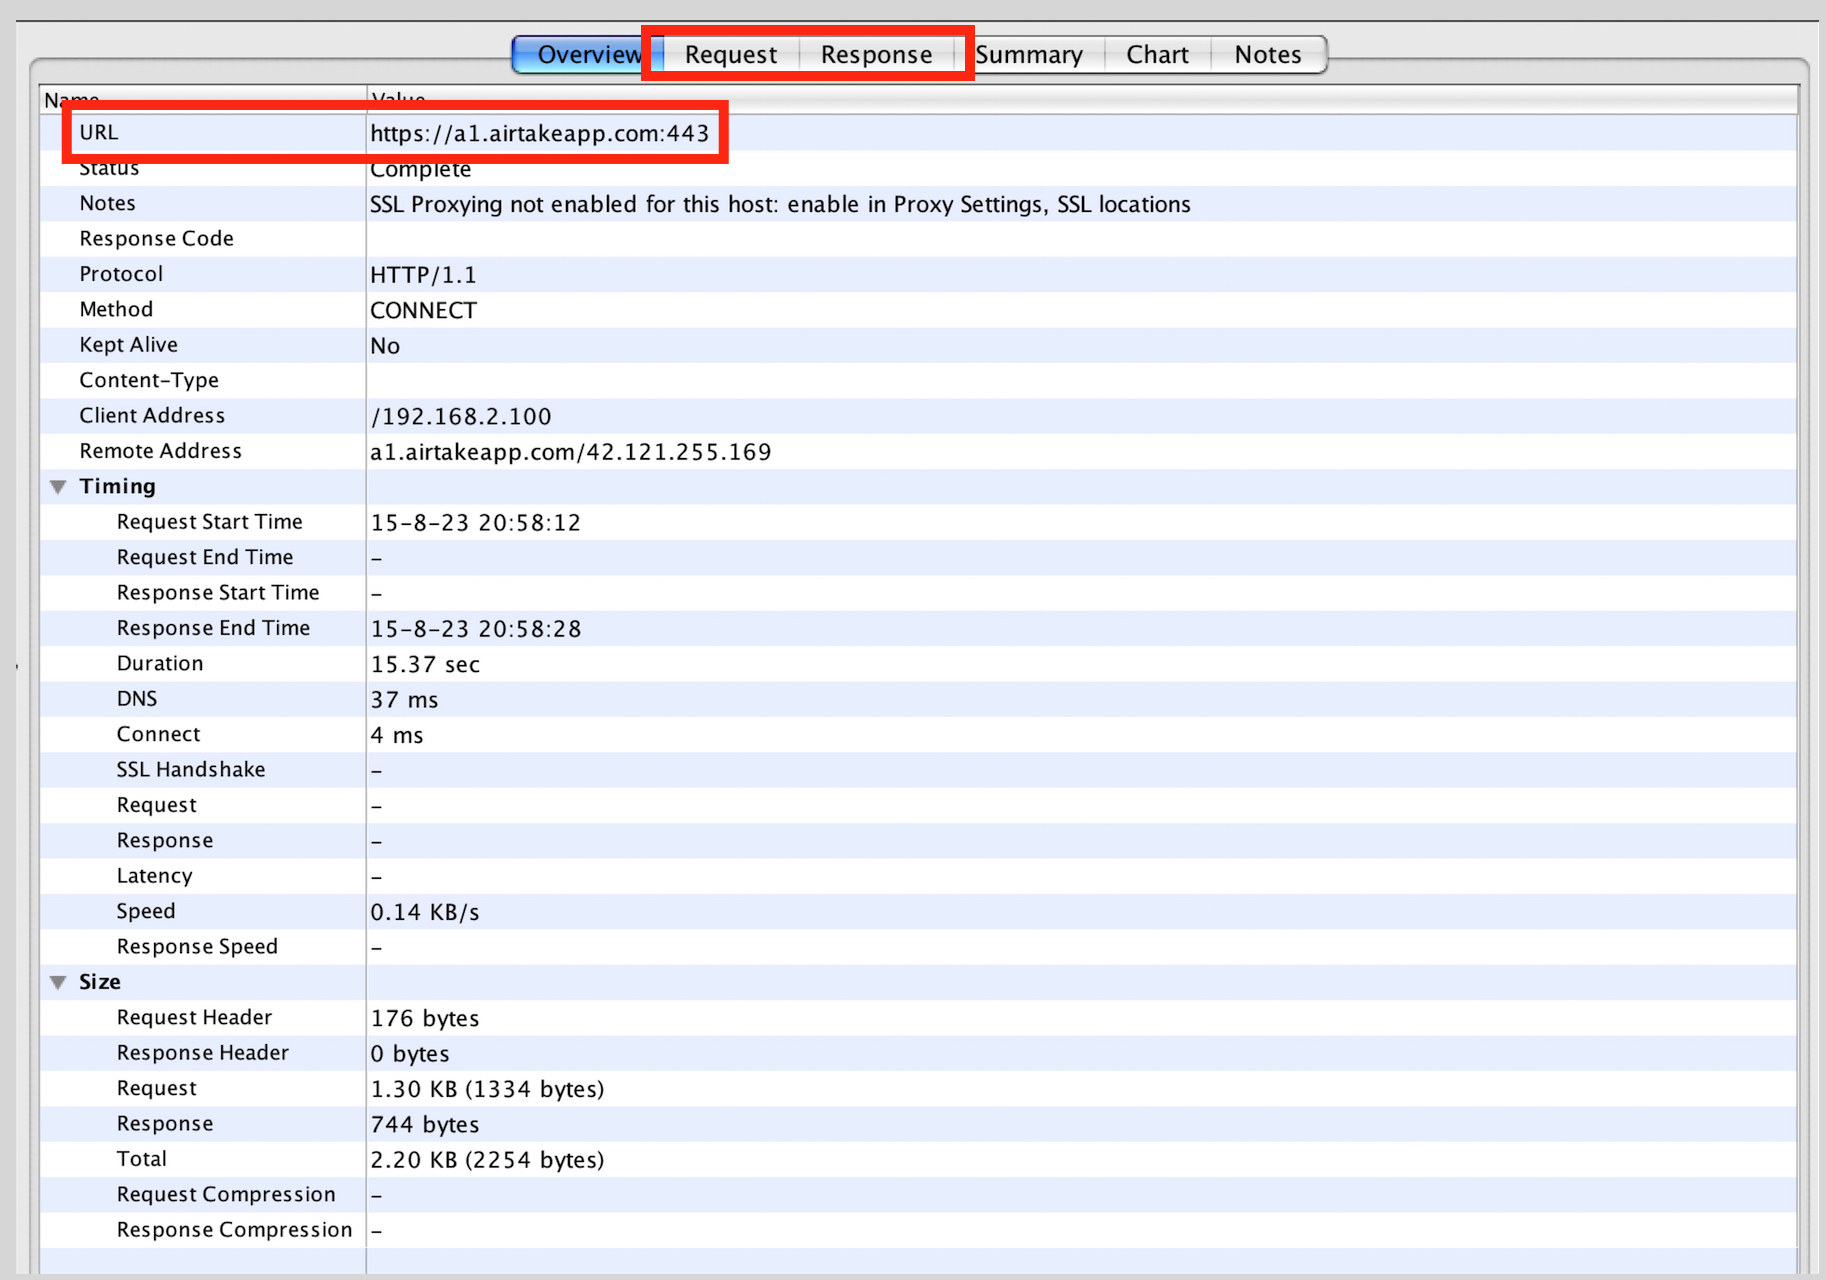 Overview Request Response Summary Chart Notes
Name Value
URL https://a1.airtakeapp.com:443
Status Complete
Notes SSL Proxying not enabled for this host: enable in Proxy Settings, SSL locations
Response Code
Protocol HTTP/1.1
Method CONNECT
Kept Alive No
Content-Type
Client Address /192.168.2.100
Remote Address a1.airtakeapp.com/42.121.255.169
Timing
Request Start Time 15-8-23 20:58:12
Request End Time -
Response Start Time -
Response End Time 15-8-23 20:58:28
Duration 15.37 sec
DNS 37 ms
Connect 4 ms
SSL Handshake -
Request -
Response -
Latency -
Speed 0.14 KB/s
Response Speed -
Size
Request Header 176 bytes
Response Header 0 bytes
Request 1.30 KB (1334 bytes)
Response 744 bytes
Total 2.20 KB (2254 bytes)
Request Compression -
Response Compression -